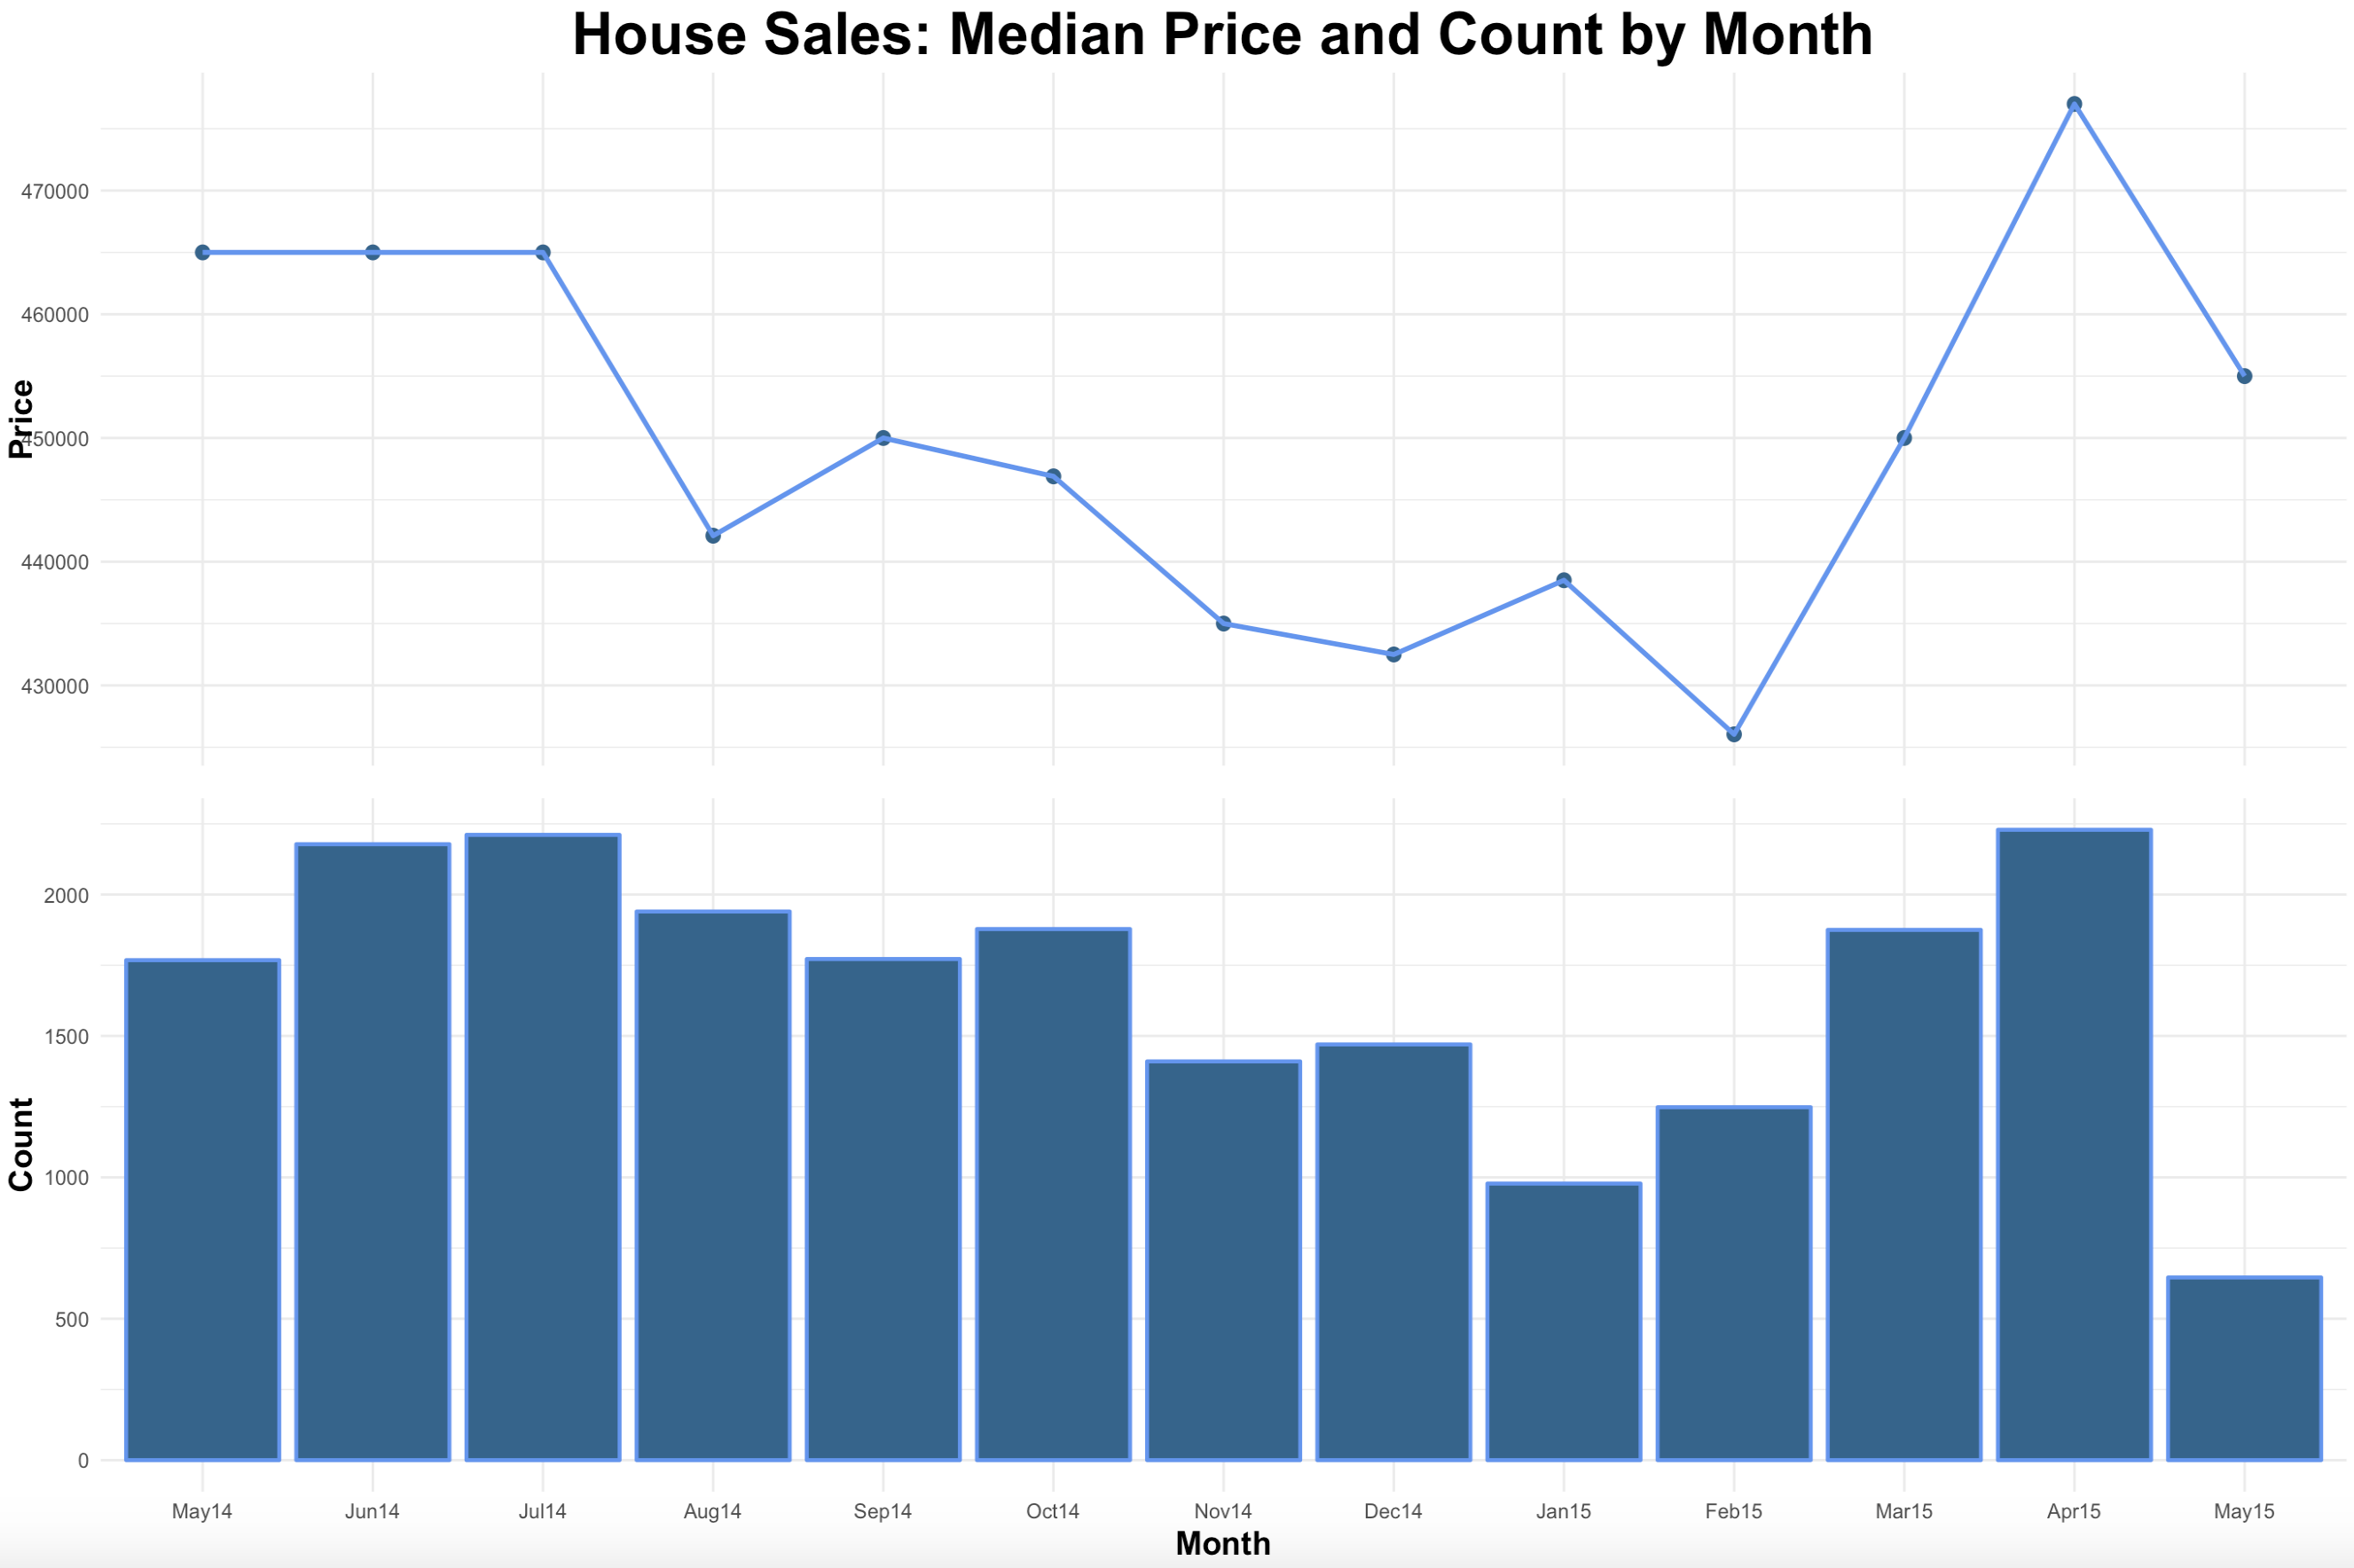 House Sales: Median Price and Count by Month
Price
470000
460000
450000
440000
430000
Count
2000
1500
1000
500
0
May14 Jun14 Jul14 Aug14 Sep14 Oct14 Nov14 Dec14 Jan15 Feb15 Mar15 Apr15 May15
Month